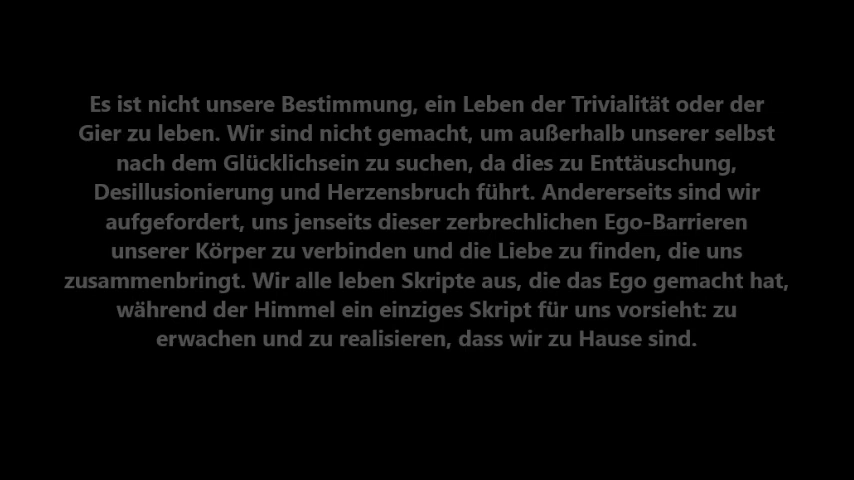 Es ist nicht unsere Bestimmung, ein Leben der Trivialität oder der
Gier zu leben. Wir sind nicht gemacht, um außerhalb unserer selbst
nach dem Glücklichsein zu suchen, da dies zu Enttäuschung,
Desillusionierung und Herzensbruch führt. Andererseits sind wir
aufgefordert, uns jenseits dieser zerbrechlichen Ego-Barrieren
unserer Körper zu verbinden und die Liebe zu finden, die uns
zusammenbringt. Wir alle leben Skripte aus, die das Ego gemacht hat,
während der Himmel ein einziges Skript für uns vorsieht: zu
erwachen und zu realisieren, dass wir zu Hause sind.